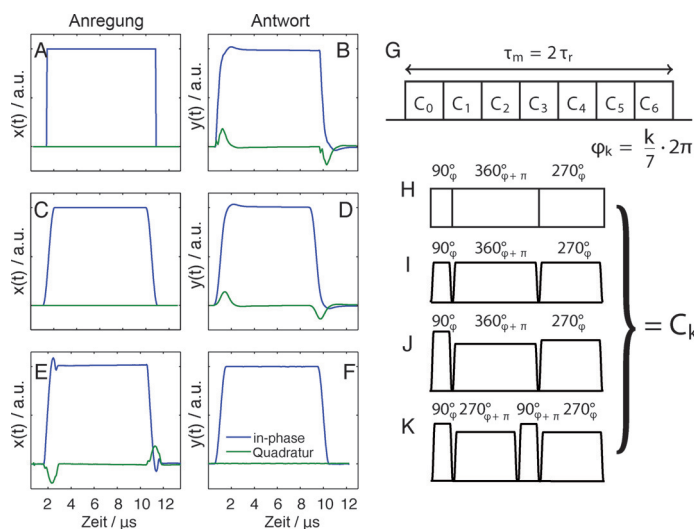 Anregung
Antwort
A
B
x(t) / a.u.
y(t) / a.u.
C
D
x(t) / a.u.
y(t) / a.u.
E
F
x(t) / a.u.
y(t) / a.u.
in-phase
Quadratur
2 4 6 8 10 12
2 4 6 8 10 12
Zeit / µs
Zeit / µs
G
τm = 2 τr
C0 C1 C2 C3 C4 C5 C6
φk = k/7 · 2π
90°φ 360°φ+ π 270°φ
H
90°φ 360°φ+ π 270°φ
I
90°φ 360°φ+ π 270°φ
J
= Ck
90°φ 270°φ+π 90°φ+π 270°φ
K